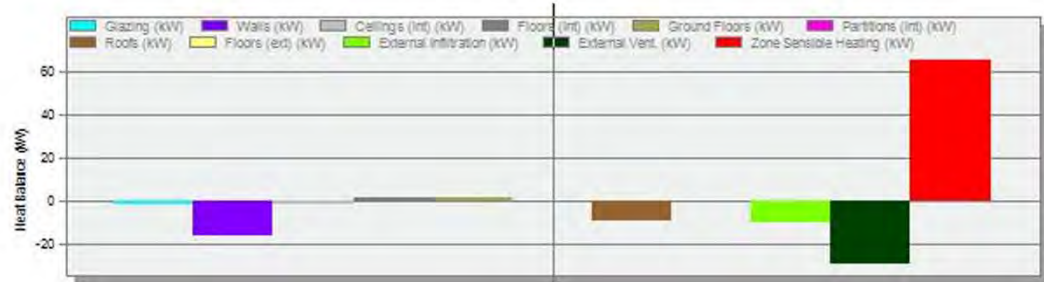 Glazing (kW) Walls (kW) Ceilings (int) (kW) Floors (int) (kW) Ground Floors (kW) Partitions (int) (kW)
Roofs (kW) Floors (ext) (kW) External Infiltration (kW) External Vent. (kW) Zone Sensible Heating (kW)
60
40
20
0
-20
Heat Balance (kW)